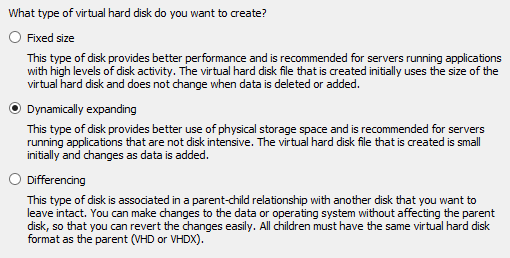 What type of virtual hard disk do you want to create?
Fixed size
This type of disk provides better performance and is recommended for servers running applications
with high levels of disk activity. The virtual hard disk file that is created initially uses the size of the
virtual hard disk and does not change when data is deleted or added.
Dynamically expanding
This type of disk provides better use of physical storage space and is recommended for servers
running applications that are not disk intensive. The virtual hard disk file that is created is small
initially and changes as data is added.
Differencing
This type of disk is associated in a parent-child relationship with another disk that you want to
leave intact. You can make changes to the data or operating system without affecting the parent
disk, so that you can revert the changes easily. All children must have the same virtual hard disk
format as the parent (VHD or VHDX).